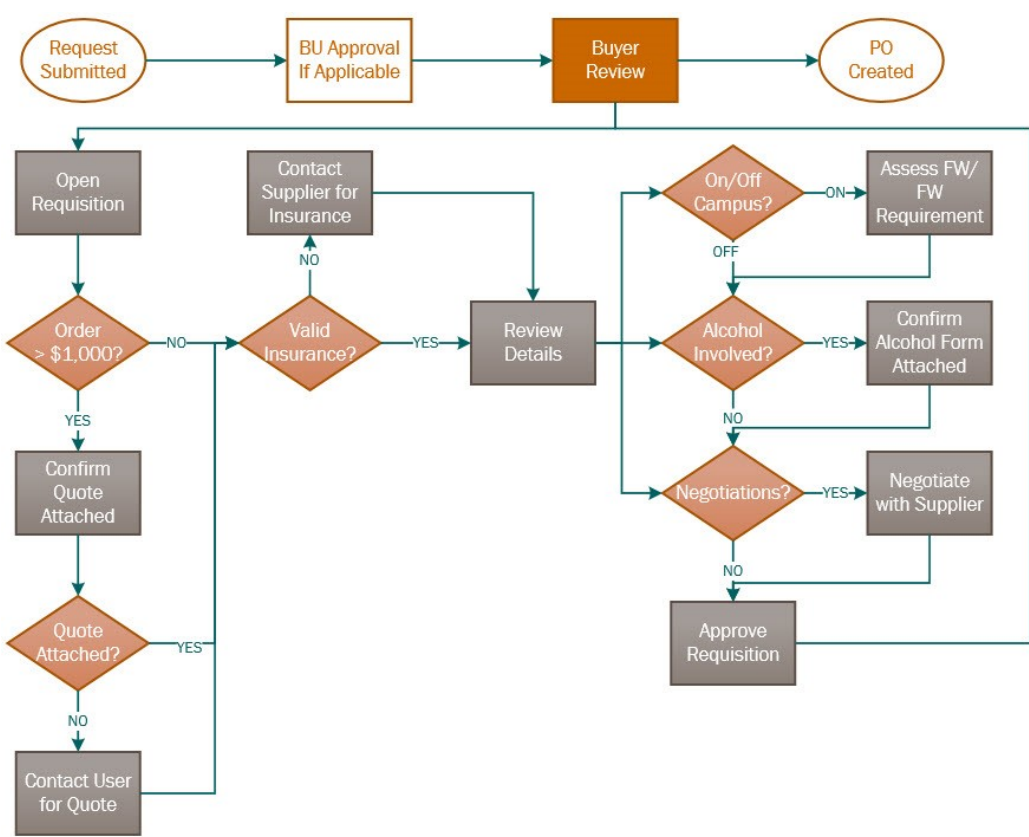 Request
Submitted
BU Approval
If Applicable
Buyer
Review
PO
Created
Open
Requisition
Contact
Supplier for
Insurance
On/Off
Campus?
ON
Assess FW/
FW
Requirement
NO
OFF
Order
> $1,000?
NO
Valid
Insurance?
YES
Review
Details
Alcohol
Involved?
YES
Confirm
Alcohol Form
Attached
YES
NO
Confirm
Quote
Attached
Negotiations?
YES
Negotiate
with Supplier
NO
Quote
Attached?
YES
Approve
Requisition
NO
Contact User
for Quote